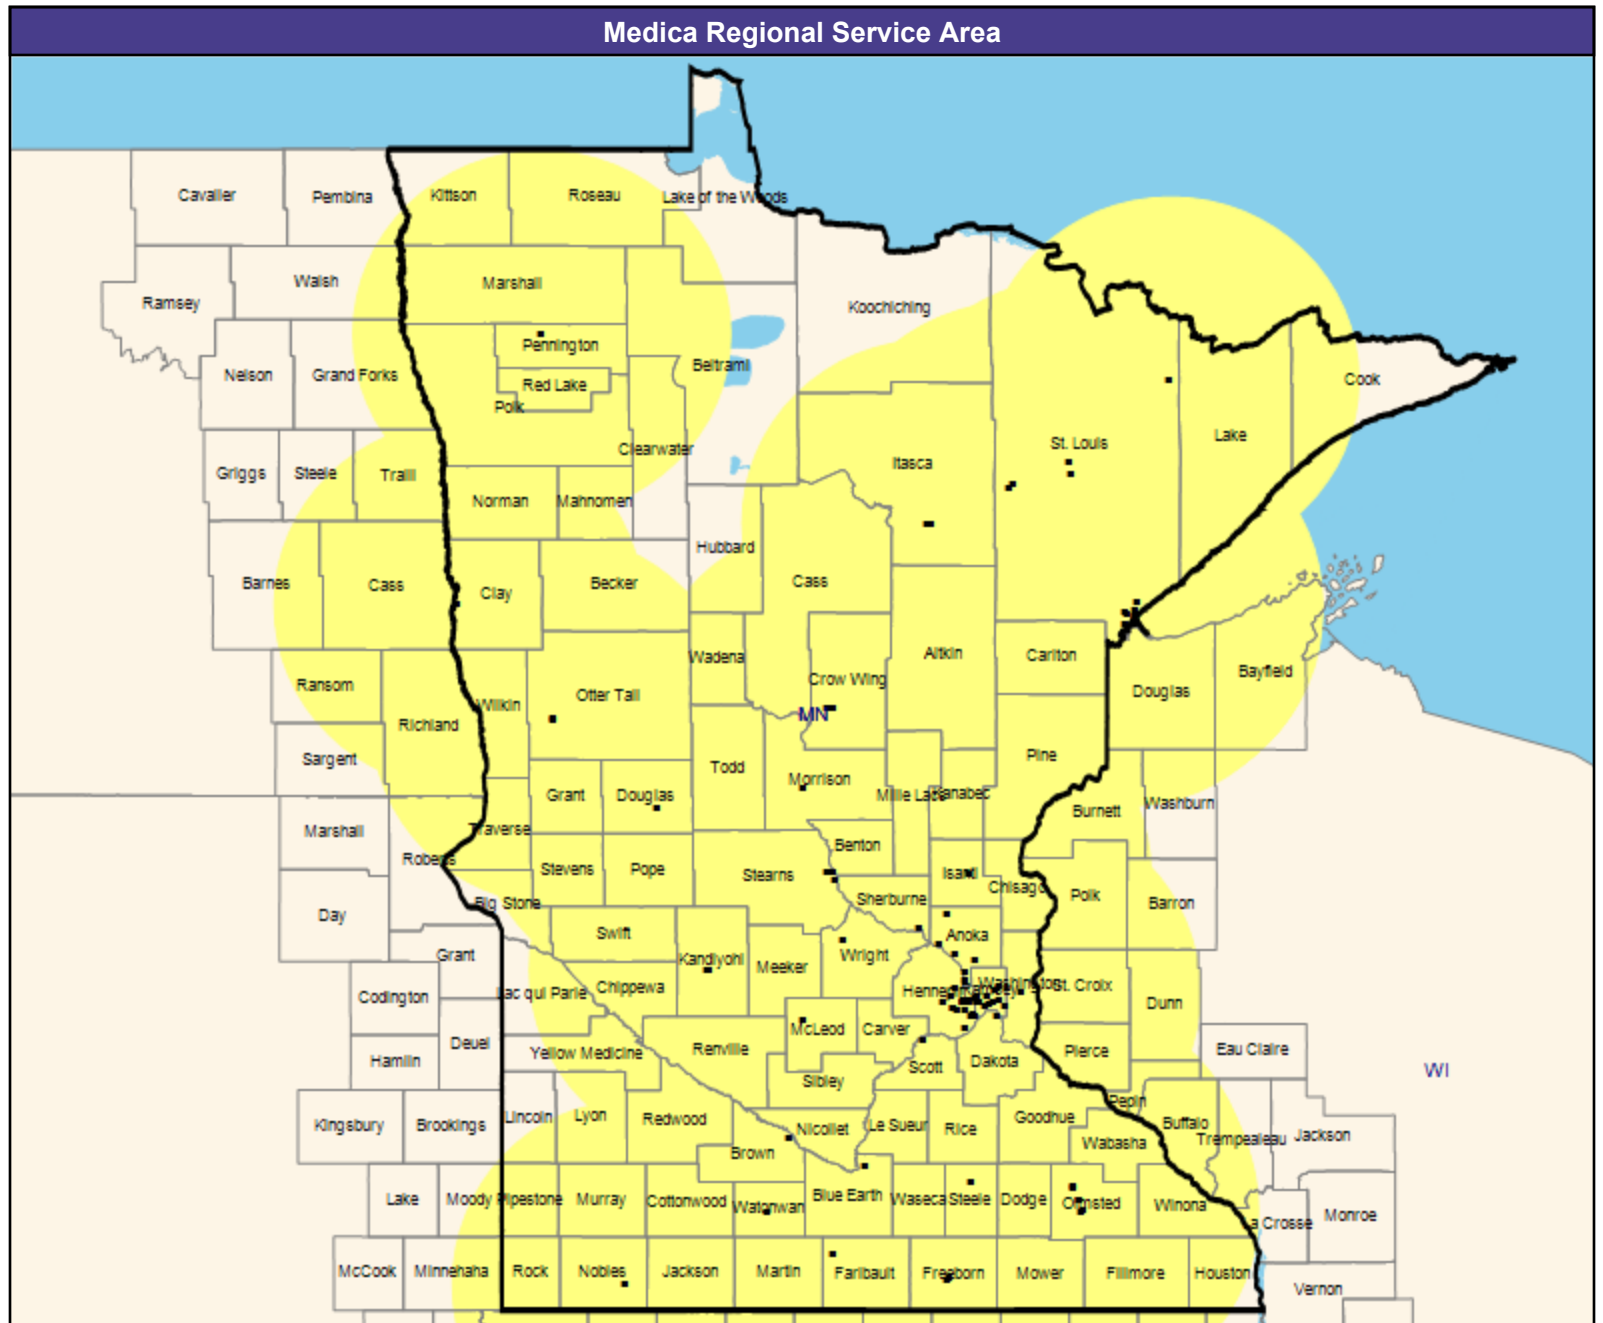 Medica Regional Service Area
Cavalier
Pembina
Kittson
Roseau
Lake of the Woods
Walsh
Ramsey
Marshall
Koochiching
Pennington
Nelson
Grand Forks
Red Lake
Beltrami
Cook
Polk
Clearwater
St. Louis
Lake
Griggs
Steele
Traill
Itasca
Norman
Mahnomen
Hubbard
Barnes
Cass
Clay
Becker
Cass
Wadena
Aitkin
Carlton
Crow Wing
Ransom
Otter Tail
Wilkin
Douglas
Bayfield
Richland
MN
Sargent
Todd
Pine
Morrison
Grant
Douglas
Mille Lacs
Kanabec
Burnett
Washburn
Marshall
Traverse
Roberts
Benton
Stevens
Pope
Stearns
Isanti
Chisago
Sherburne
Polk
Barron
Day
Big Stone
Swift
Anoka
Grant
Kandiyohi
Meeker
Wright
Codington
Lac qui Parle
Chippewa
Hennepin
Ramsey
Washington
St. Croix
Dunn
Hamlin
Deuel
Yellow Medicine
Renville
McLeod
Carver
Scott
Dakota
Pierce
Eau Claire
WI
Sibley
Kingsbury
Brookings
Lincoln
Lyon
Redwood
Brown
Nicollet
Le Sueur
Rice
Goodhue
Wabasha
Pepin
Buffalo
Trempealeau
Jackson
Lake
Moody
Pipestone
Murray
Cottonwood
Watonwan
Blue Earth
Waseca
Steele
Dodge
Olmsted
Winona
La Crosse
Monroe
McCook
Minnehaha
Rock
Nobles
Jackson
Martin
Faribault
Freeborn
Mower
Fillmore
Houston
Vernon